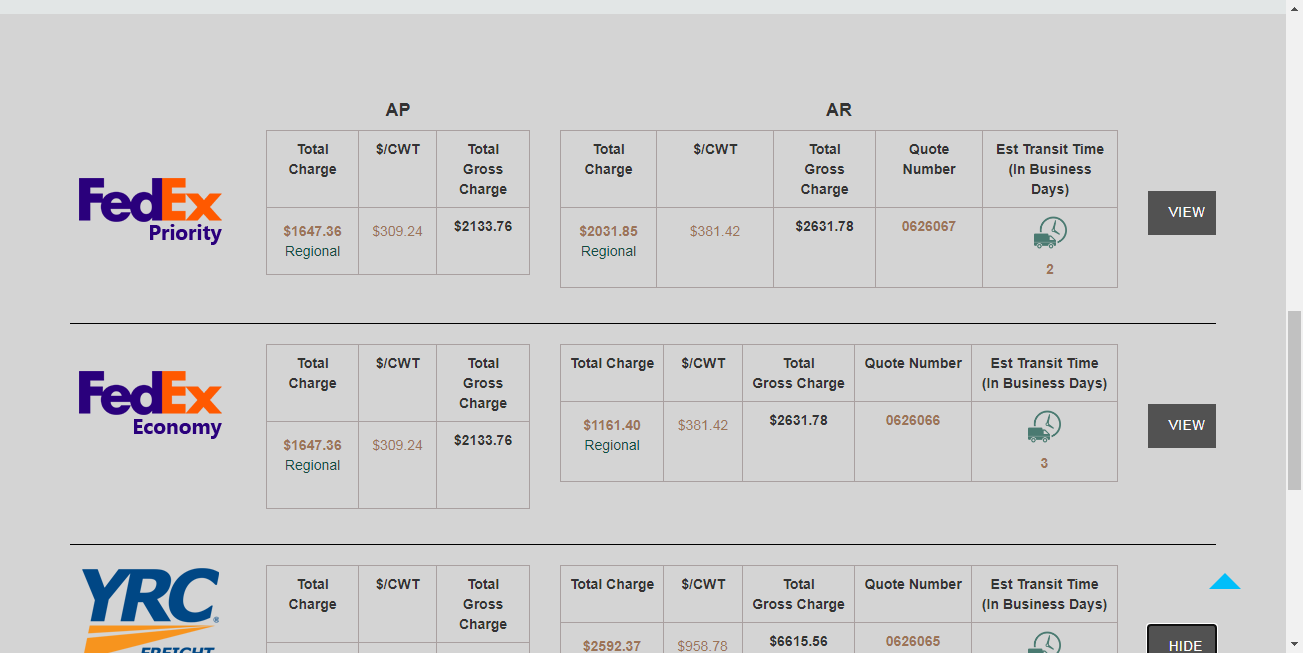 AP AR
Total Charge $/CWT Total Gross Charge Total Charge $/CWT Total Gross Charge Quote Number Est Transit Time (In Business Days)
FedEx
Priority
$1647.36 $309.24 $2133.76 $2031.85 $381.42 $2631.78 0626067
Regional Regional
2
VIEW
Total Charge $/CWT Total Gross Charge Total Charge $/CWT Total Gross Charge Quote Number Est Transit Time (In Business Days)
FedEx
Economy
$1647.36 $309.24 $2133.76 $1161.40 $381.42 $2631.78 0626066
Regional Regional
3
VIEW
YRC
FREIGHT
Total Charge $/CWT Total Gross Charge Total Charge $/CWT Total Gross Charge Quote Number Est Transit Time (In Business Days)
$2592.37 $958.78 $6615.56 0626065
HIDE